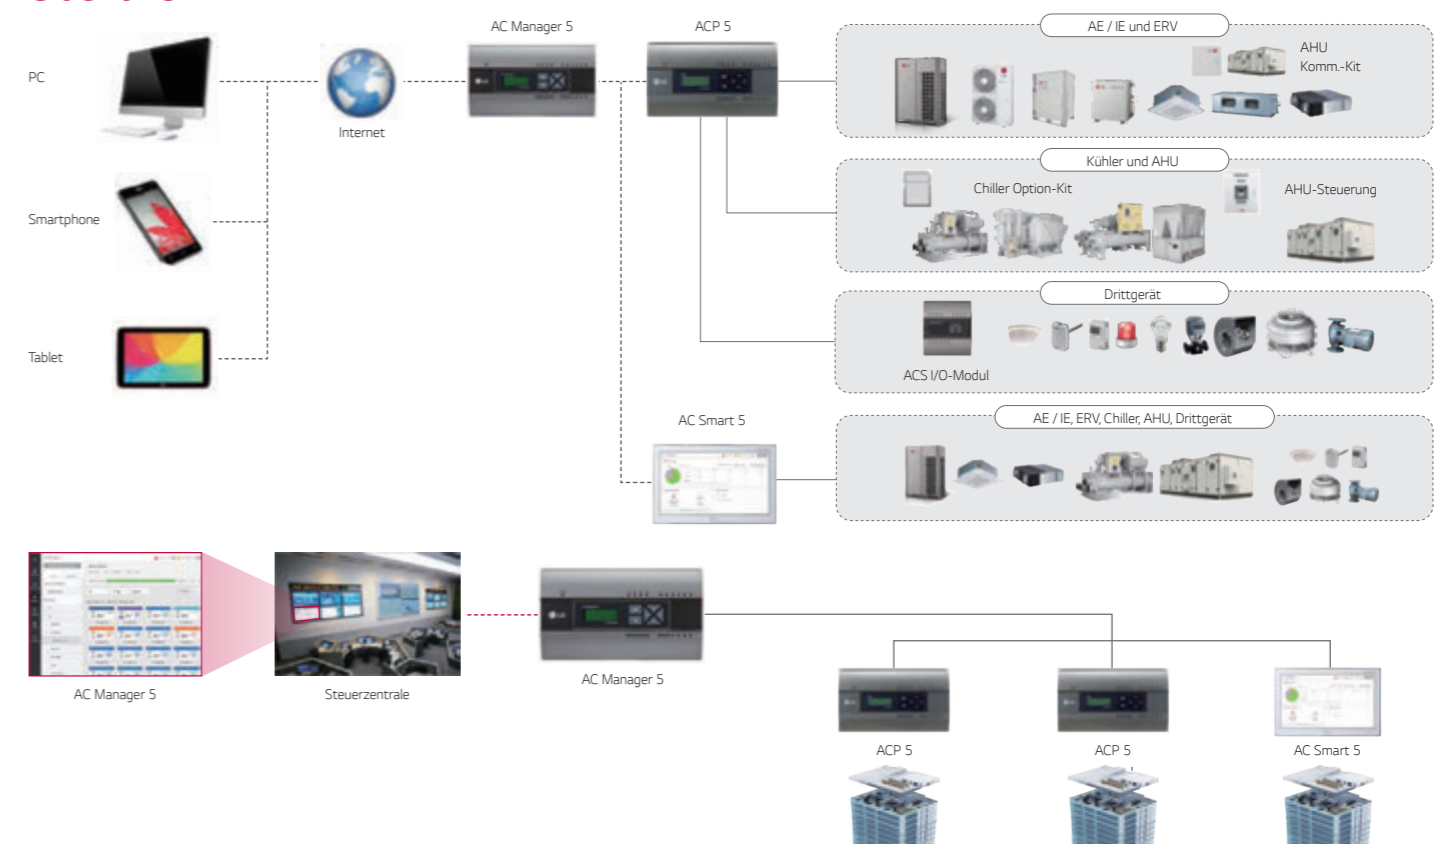 AC Manager 5
ACP 5
AE / IE und ERV
PC
Internet
AHU
Komm.-Kit
Kühler und AHU
Smartphone
Chiller Option-Kit
AHU-Steuerung
Drittgerät
Tablet
ACS I/O-Modul
AC Smart 5
AE / IE, ERV, Chiller, AHU, Drittgerät
AC Manager 5
Steuerzentrale
AC Manager 5
ACP 5
ACP 5
AC Smart 5